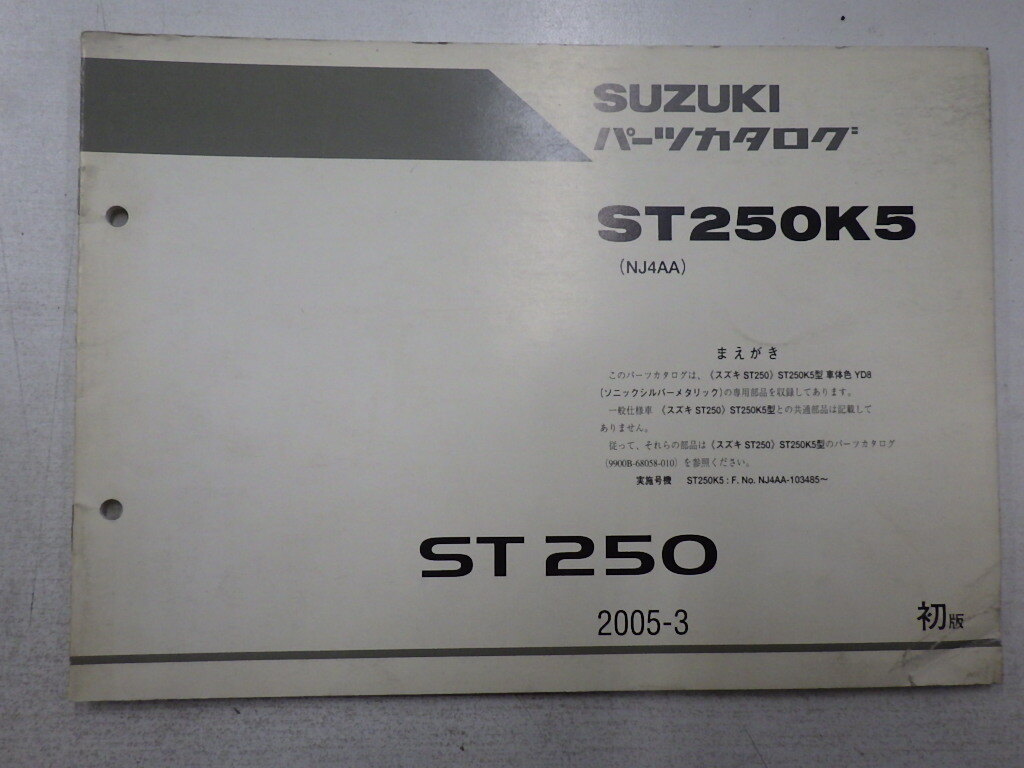 SUZUKI
パーツカタログ
ST250K5
(NJ4AA)
まえがき
このパーツカタログは、〈スズキ ST250〉ST250K5型 車体色 YD8
(ソニックシルバーメタリック)の専用部品を収録してあります。
一般仕様車 〈スズキ ST250〉ST250K5型との共通部品は記載して
ありません。
従って、それらの部品は〈スズキ ST250〉ST250K5型のパーツカタログ
(9900B-68058-010) を参照ください。
実施号機 ST250K5 : F. No. NJ4AA-103485～
ST 250
2005-3
初版